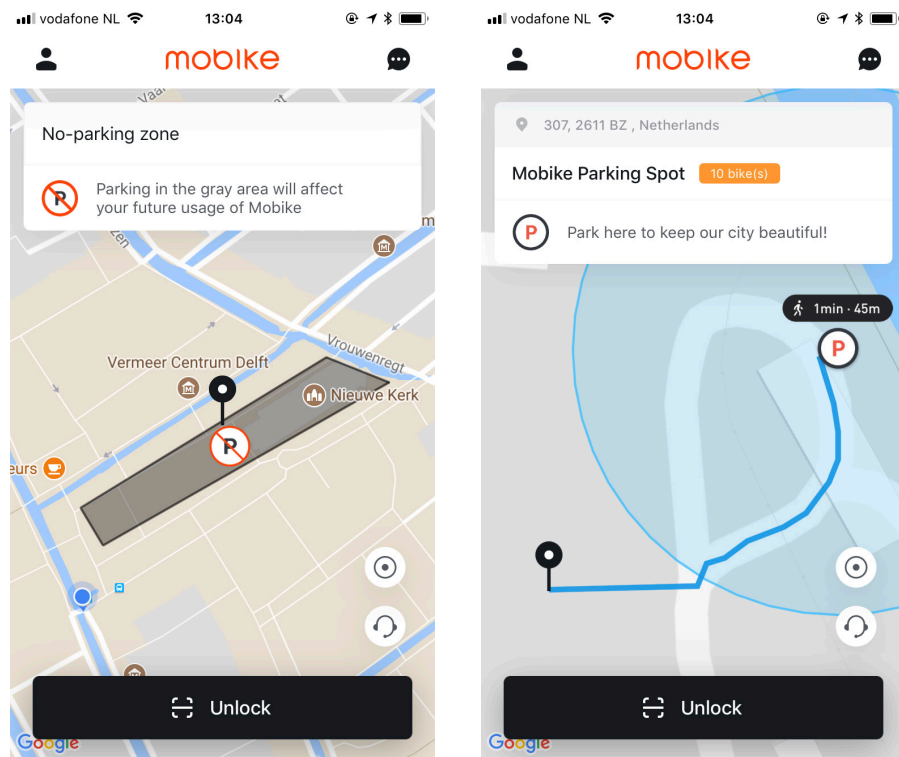 vodafone NL
13:04
mobike
Vaar
No-parking zone
Parking in the gray area will affect
your future usage of Mobike
P
zen
m
Vrouwenregt
Vermeer Centrum Delft
Nieuwe Kerk
P
eurs
Unlock
Google
vodafone NL
13:04
mobike
307, 2611 BZ , Netherlands
Mobike Parking Spot
10 bike(s)
P
Park here to keep our city beautiful!
1min · 45m
P
Unlock
Google